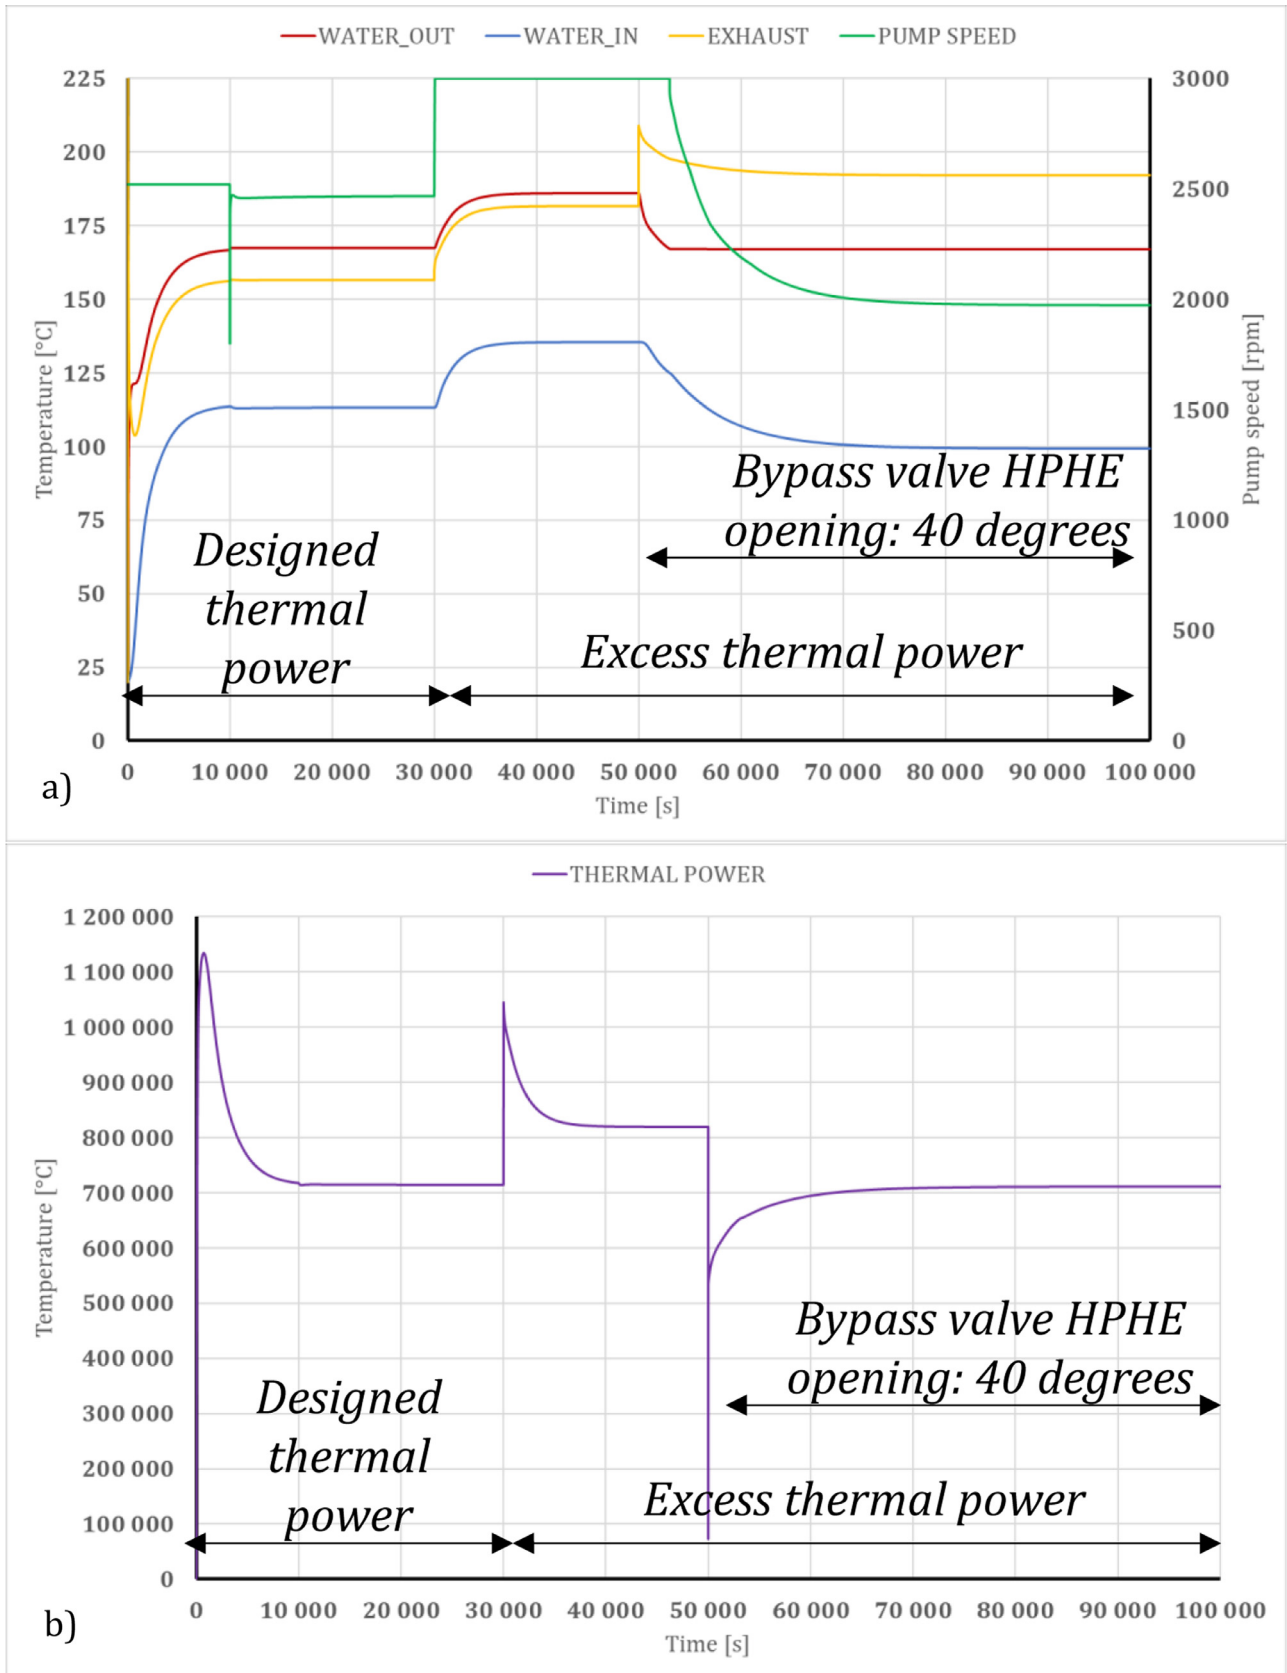 WATER_OUT WATER_IN EXHAUST PUMP SPEED
225 3000
200 2500
175
150 2000
125 1500
100
75 1000
50 500
25
0 0
Temperature [°C]
Pump speed [rpm]
Bypass valve HPHE
opening: 40 degrees
Designed
thermal
power
Excess thermal power
0 10 000 20 000 30 000 40 000 50 000 60 000 70 000 80 000 90 000 100 000
Time [s]
a)
THERMAL POWER
1 200 000
1 100 000
1 000 000
900 000
800 000
700 000
600 000
500 000
400 000
300 000
200 000
100 000
0
Temperature [°C]
Bypass valve HPHE
opening: 40 degrees
Designed
thermal
power
Excess thermal power
0 10 000 20 000 30 000 40 000 50 000 60 000 70 000 80 000 90 000 100 000
Time [s]
b)